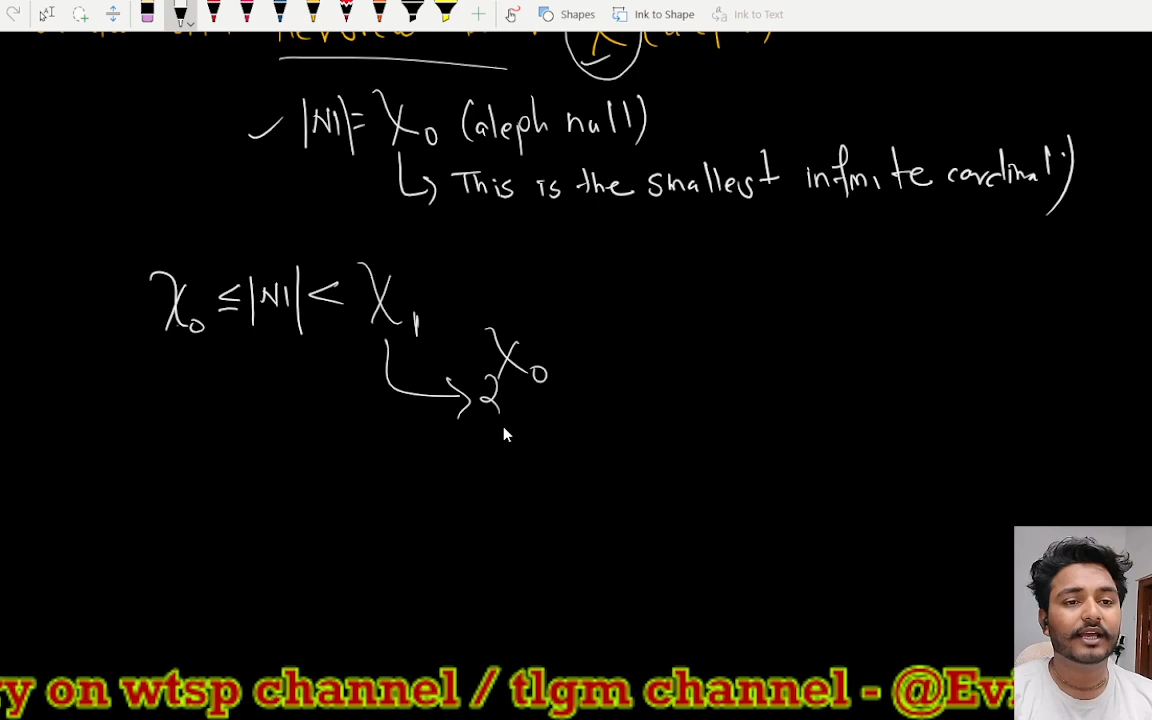 Shapes Ink to Shape Ink to Text
|N| = ℵ₀ (aleph null)
↳ This is the smallest infinite cardinal)
ℵ₀ ≤ |N| < ℵ₁
→ 2^ℵ₀
y on wtsp channel / tlgm channel - @Ev